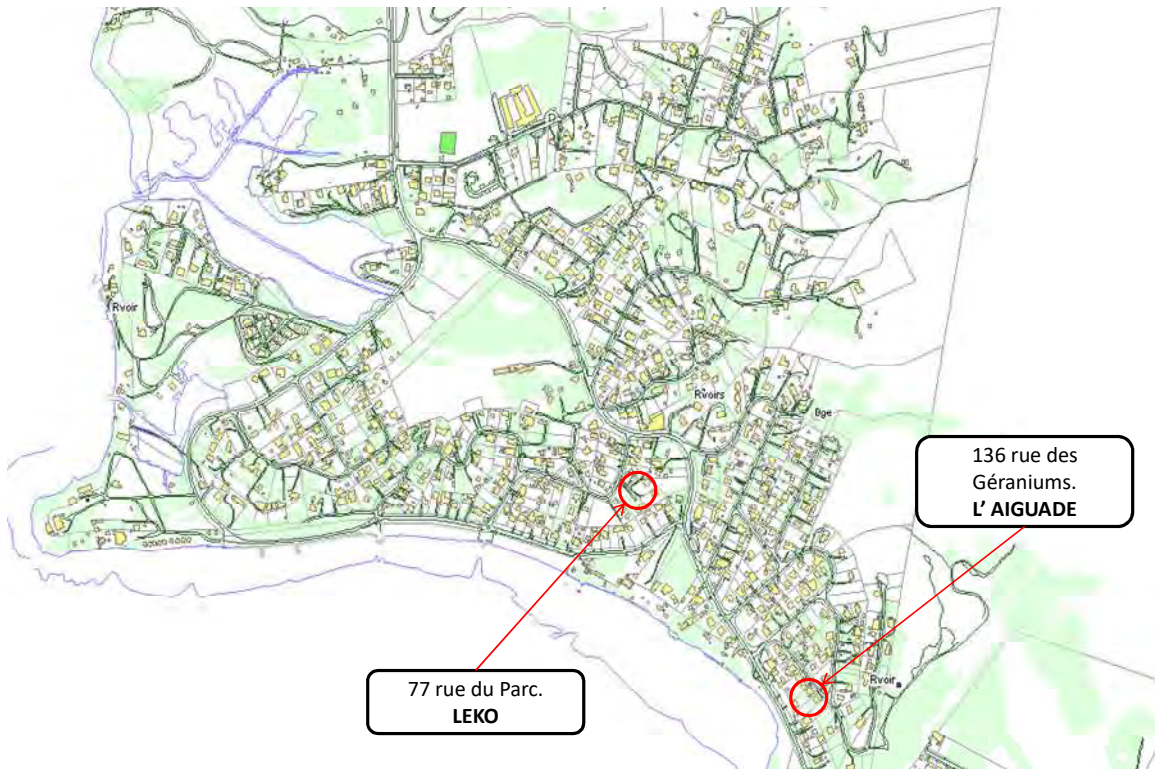 Rvoir
Rvoirs
Bge
136 rue des
Géraniums.
L' AIGUADE
77 rue du Parc.
LEKO
Rvoir